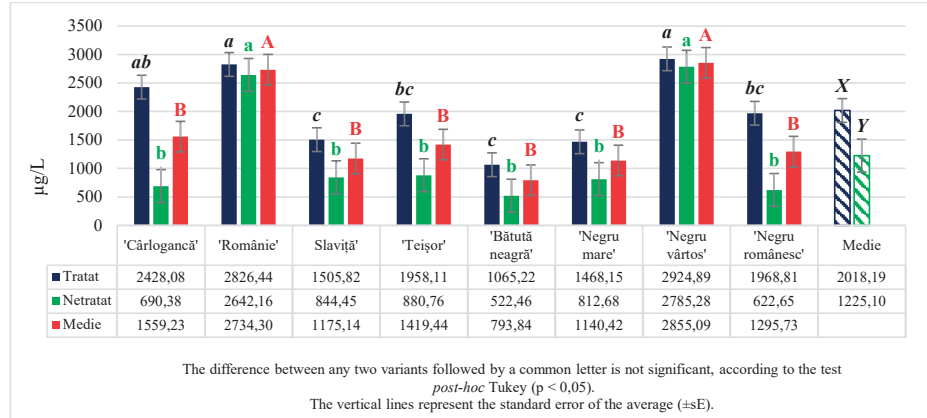 3500
3000
2500
2000
1500
1000
500
0
µg/L
ab
b
B
a
a
A
c
b
B
bc
b
B
c
b
B
c
b
B
a
a
A
bc
b
B
X
Y
'Cârlogancă' 'Românie' Slaviță' 'Teișor' 'Bătută neagră' 'Negru mare' 'Negru vârtos' 'Negru românesc' Medie
Tratat 2428,08 2826,44 1505,82 1958,11 1065,22 1468,15 2924,89 1968,81 2018,19
Netratat 690,38 2642,16 844,45 880,76 522,46 812,68 2785,28 622,65 1225,10
Medie 1559,23 2734,30 1175,14 1419,44 793,84 1140,42 2855,09 1295,73
The difference between any two variants followed by a common letter is not significant, according to the test
post-hoc Tukey (p < 0,05).
The vertical lines represent the standard error of the average (±sE).